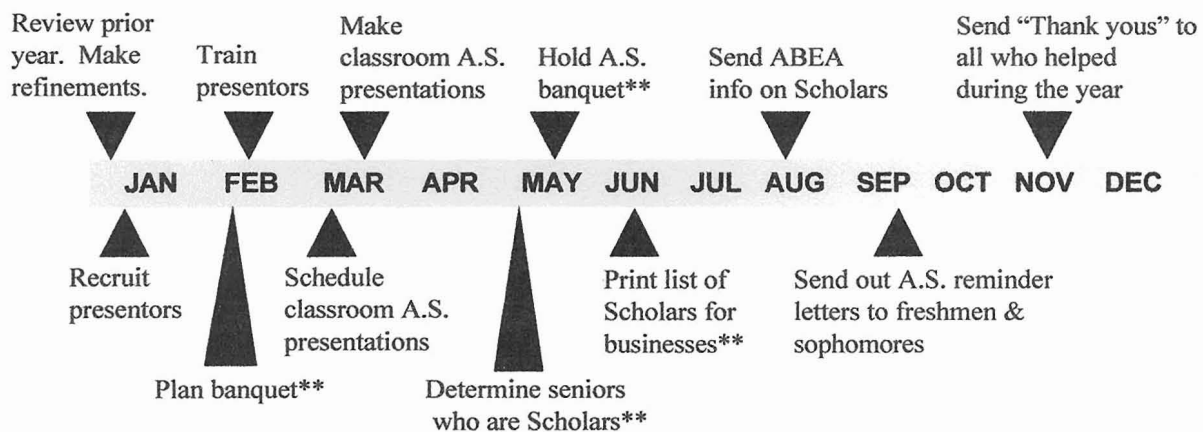 Review prior
year. Make
refinements.
Train
presentors
Make
classroom A.S.
presentations
Hold A.S.
banquet**
Send ABEA
info on Scholars
Send “Thank yous” to
all who helped
during the year
JAN FEB MAR APR MAY JUN JUL AUG SEP OCT NOV DEC
Recruit
presentors
Plan banquet**
Schedule
classroom A.S.
presentations
Determine seniors
who are Scholars**
Print list of
Scholars for
businesses**
Send out A.S. reminder
letters to freshmen &
sophomores